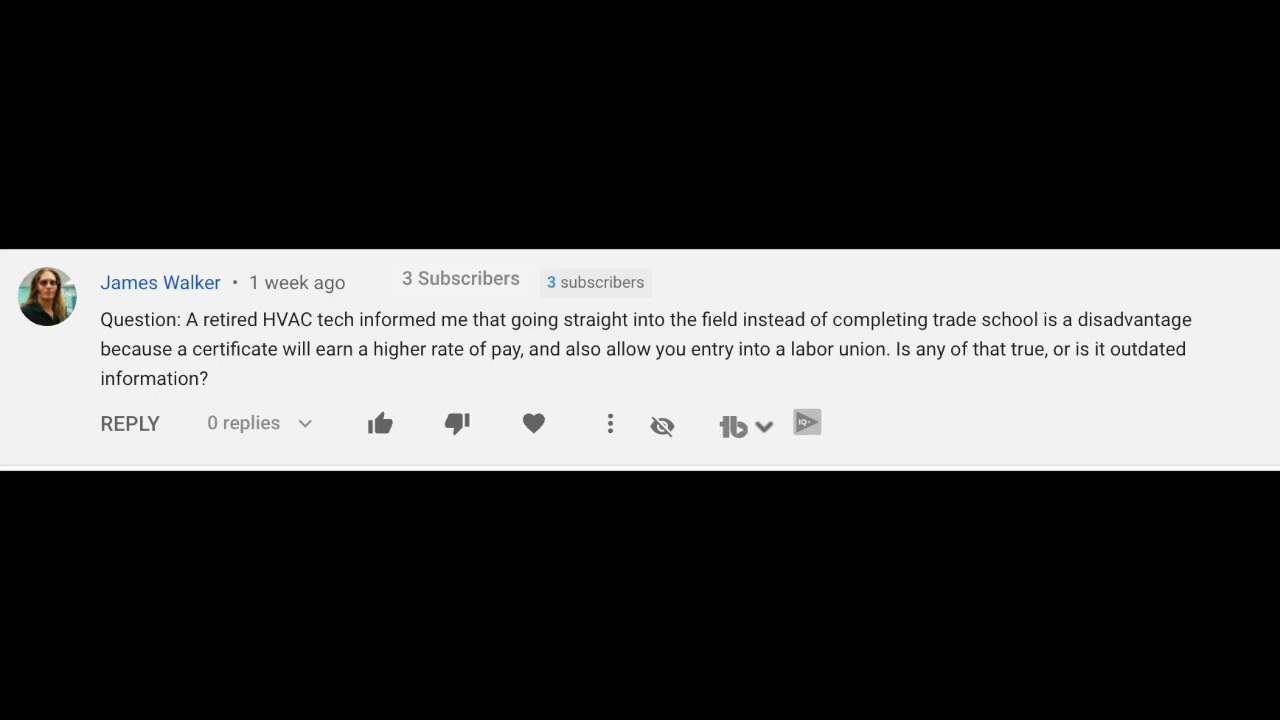 James Walker • 1 week ago 3 Subscribers 3 subscribers
Question: A retired HVAC tech informed me that going straight into the field instead of completing trade school is a disadvantage
because a certificate will earn a higher rate of pay, and also allow you entry into a labor union. Is any of that true, or is it outdated
information?
REPLY 0 replies tb IQ+